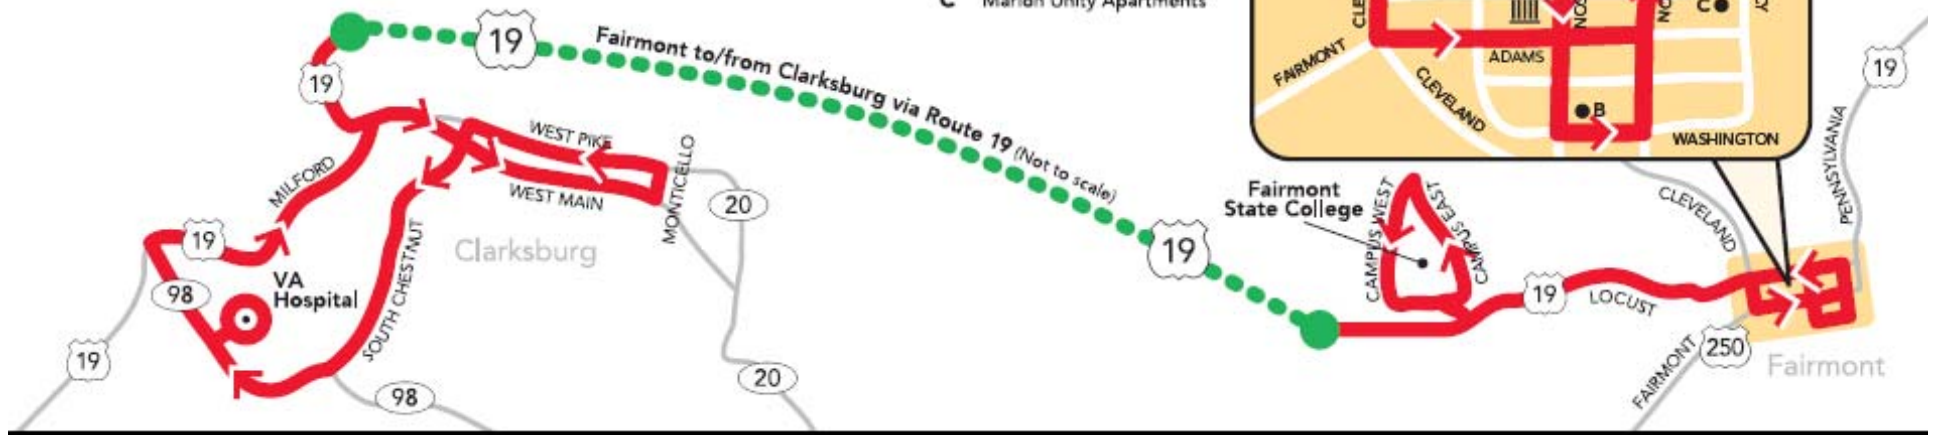 C Marion Unity Apartments
19
Fairmont to/from Clarksburg via Route 19 (Not to scale)
19
WEST PIKE
WEST MAIN
MONTICELLO
20
MILFORD
19
98
VA
Hospital
SOUTH CHESTNUT
Clarksburg
19
98
20
19
Fairmont
State College
CAMPUS WEST
CAMPUS EAST
CAMPUS
19
LOCUST
FAIRMONT
CLEVELAND
ADAMS
B
C
WASHINGTON
CLEVELAND
PENNSYLVANIA
19
250
FAIRMONT
Fairmont